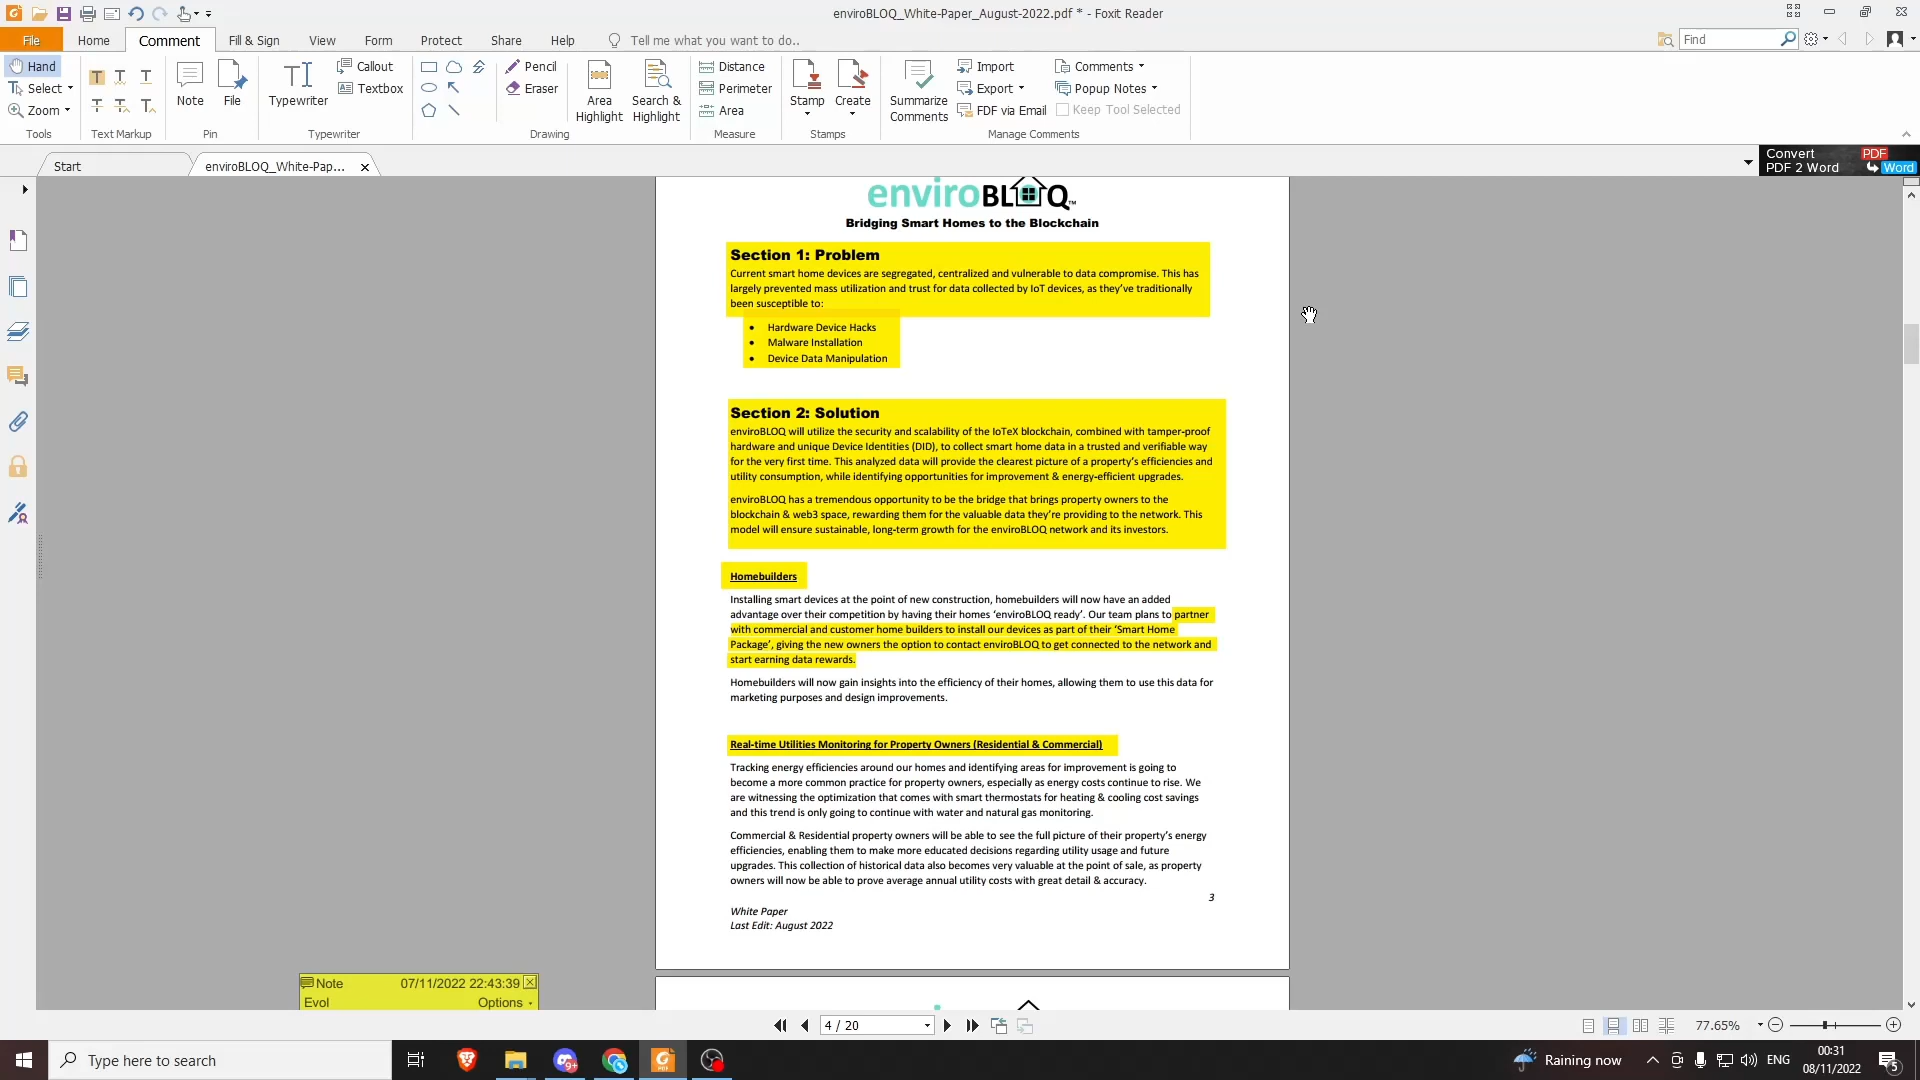 enviroBLOQ_White-Paper_August-2022.pdf * - Foxit Reader
File Home Comment Fill & Sign View Form Protect Share Help Tell me what you want to do.. Find
Hand
Select
Zoom
Tools
Text Markup
Note
File
Pin
Typewriter
Callout
Textbox
Typewriter
Pencil
Eraser
Drawing
Area
Highlight
Search &
Highlight
Distance
Perimeter
Area
Measure
Stamp
Create
Stamps
Summarize
Comments
Import
Export
FDF via Email
Comments
Popup Notes
Keep Tool Selected
Manage Comments
Start
enviroBLOQ_White-Pap...
Convert
PDF 2 Word
PDF
Word
enviroBLOQ™
Bridging Smart Homes to the Blockchain
Section 1: Problem
Current smart home devices are segregated, centralized and vulnerable to data compromise. This has
largely prevented mass utilization and trust for data collected by IoT devices, as they've traditionally
been susceptible to:
• Hardware Device Hacks
• Malware Installation
• Device Data Manipulation
Section 2: Solution
enviroBLOQ will utilize the security and scalability of the IoTeX blockchain, combined with tamper-proof
hardware and unique Device Identities (DID), to collect smart home data in a trusted and verifiable way
for the very first time. This analyzed data will provide the clearest picture of a property's efficiencies and
utility consumption, while identifying opportunities for improvement & energy-efficient upgrades.
enviroBLOQ has a tremendous opportunity to be the bridge that brings property owners to the
blockchain & web3 space, rewarding them for the valuable data they're providing to the network. This
model will ensure sustainable, long-term growth for the enviroBLOQ network and its investors.
Homebuilders
Installing smart devices at the point of new construction, homebuilders will now have an added
advantage over their competition by having their homes 'enviroBLOQ ready'. Our team plans to partner
with commercial and customer home builders to install our devices as part of their 'Smart Home
Package', giving the new owners the option to contact enviroBLOQ to get connected to the network and
start earning data rewards.
Homebuilders will now gain insights into the efficiency of their homes, allowing them to use this data for
marketing purposes and design improvements.
Real-time Utilities Monitoring for Property Owners (Residential & Commercial)
Tracking energy efficiencies around our homes and identifying areas for improvement is going to
become a more common practice for property owners, especially as energy costs continue to rise. We
are witnessing the optimization that comes with smart thermostats for heating & cooling cost savings
and this trend is only going to continue with water and natural gas monitoring.
Commercial & Residential property owners will be able to see the full picture of their property's energy
efficiencies, enabling them to make more educated decisions regarding utility usage and future
upgrades. This collection of historical data also becomes very valuable at the point of sale, as property
owners will now be able to prove average annual utility costs with great detail & accuracy.
3
White Paper
Last Edit: August 2022
Note 07/11/2022 22:43:39
Evol Options
4 / 20
77.65%
Type here to search
9+
Raining now
ENG
00:31
08/11/2022
5